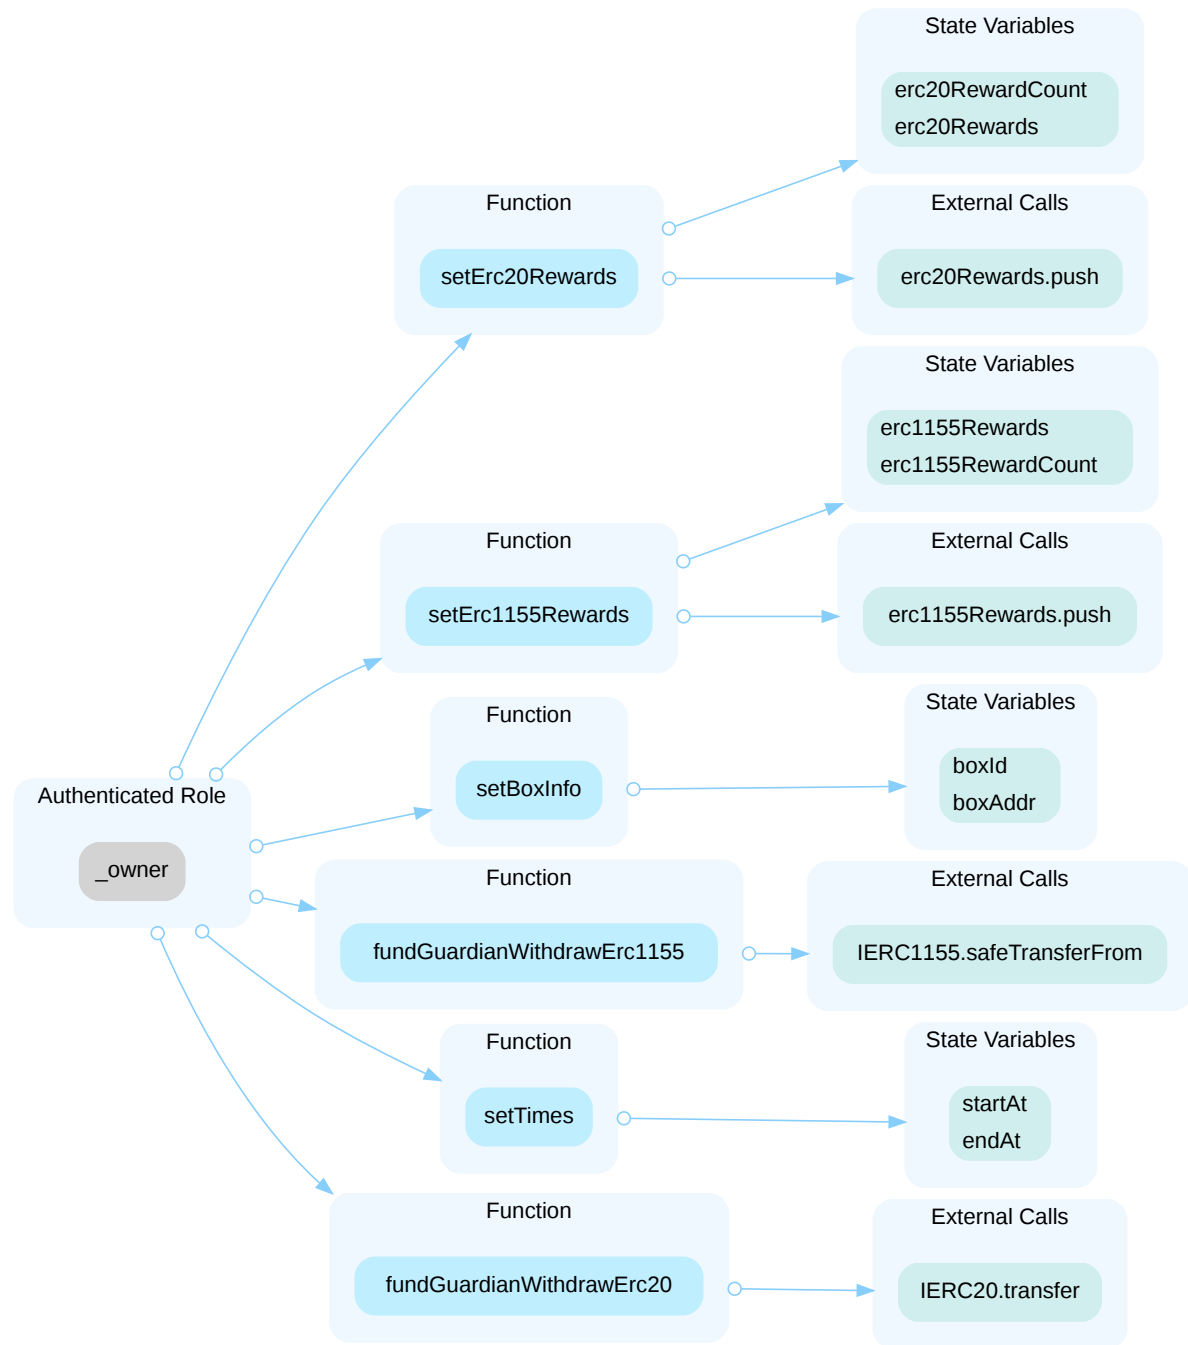 State Variables
erc20RewardCount
erc20Rewards
Function
setErc20Rewards
External Calls
erc20Rewards.push
State Variables
erc1155Rewards
erc1155RewardCount
Function
setErc1155Rewards
External Calls
erc1155Rewards.push
Authenticated Role
_owner
Function
setBoxInfo
State Variables
boxId
boxAddr
Function
fundGuardianWithdrawErc1155
External Calls
IERC1155.safeTransferFrom
Function
setTimes
State Variables
startAt
endAt
Function
fundGuardianWithdrawErc20
External Calls
IERC20.transfer